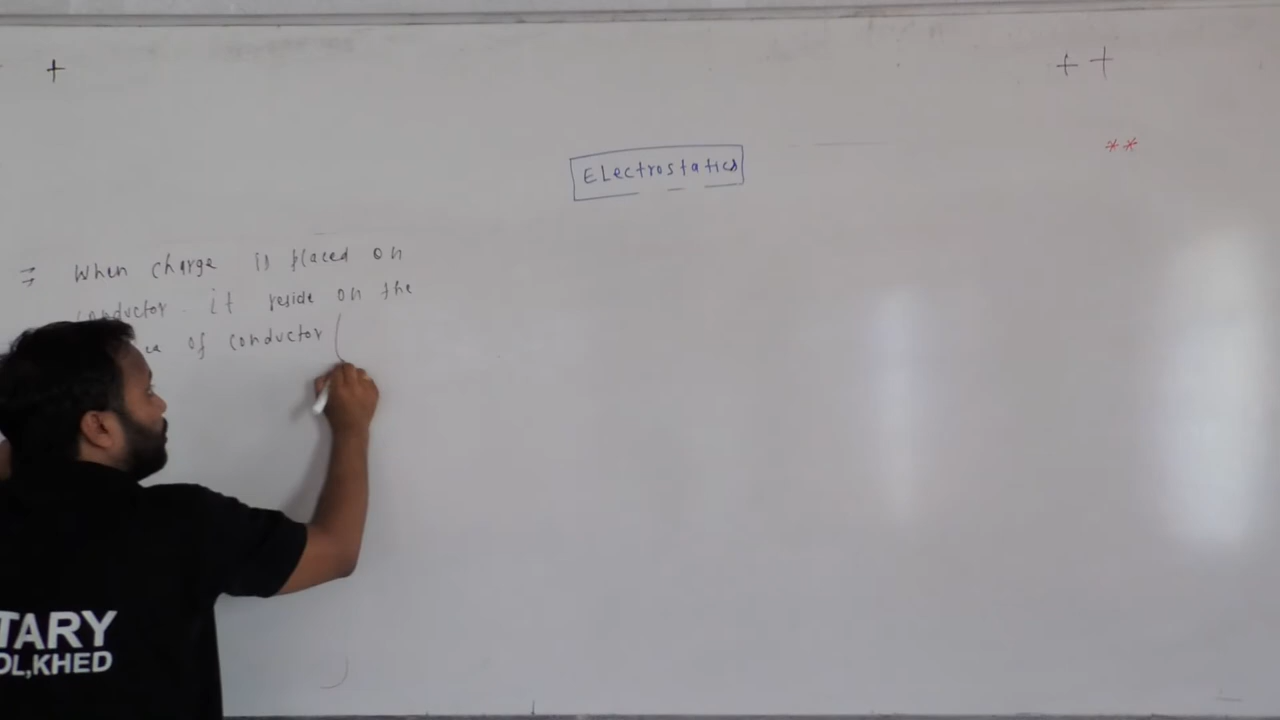 +
++
**
Electrostatics
⇒ When charge is placed on
conductor. it reside on the
of conductor (
TARY
OL,KHED